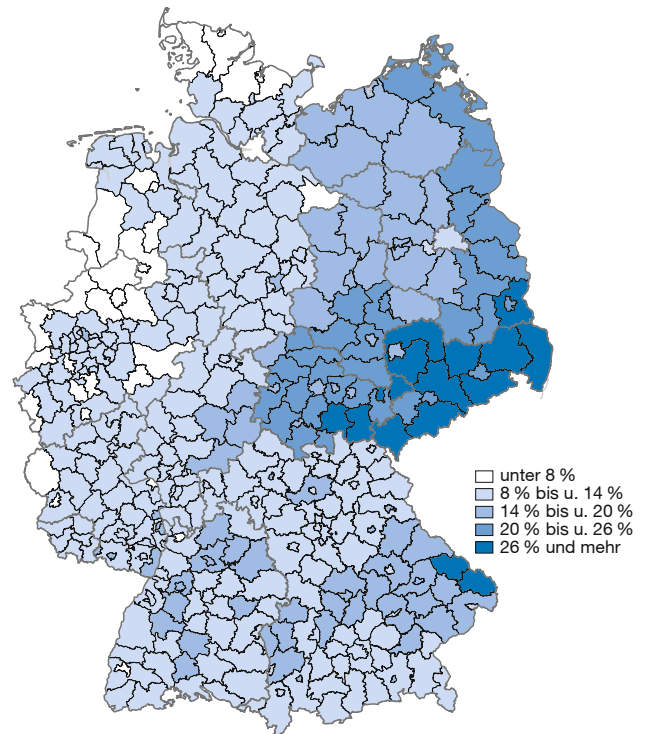 unter 8 %
8 % bis u. 14 %
14 % bis u. 20 %
20 % bis u. 26 %
26 % und mehr